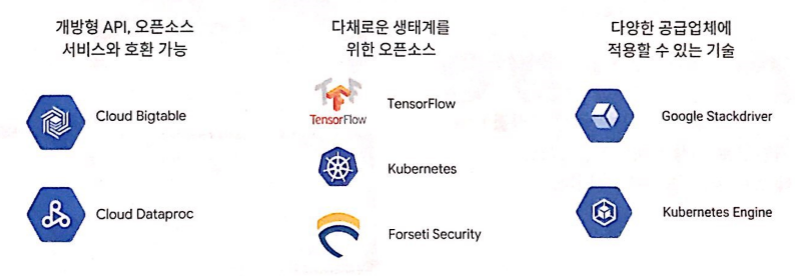 개방형 API, 오픈소스
서비스와 호환 가능
Cloud Bigtable
Cloud Dataproc
다채로운 생태계를
위한 오픈소스
TensorFlow
TensorFlow
Kubernetes
Forseti Security
다양한 공급업체에
적용할 수 있는 기술
Google Stackdriver
Kubernetes Engine